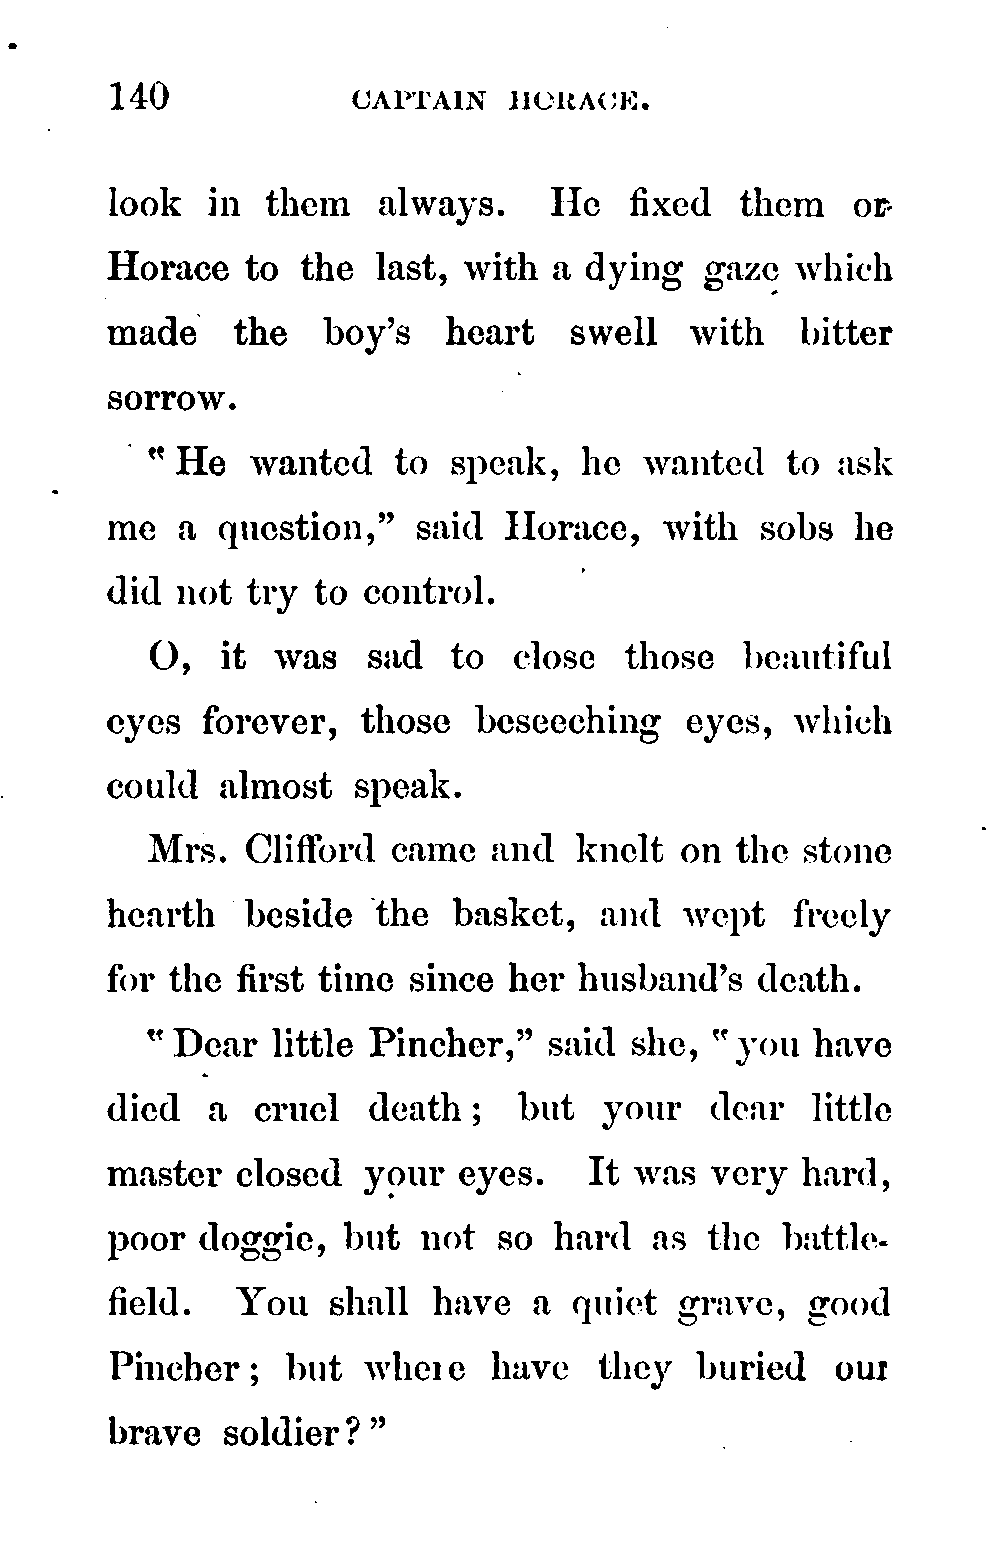 140 CAPTAIN HORACE.
look in them always. He fixed them on
Horace to the last, with a dying gaze which
made the boy's heart swell with bitter
sorrow.
"He wanted to speak, he wanted to ask
me a question," said Horace, with sobs he
did not try to control.
O, it was sad to close those beautiful
eyes forever, those beseeching eyes, which
could almost speak.
Mrs. Clifford came and knelt on the stone
hearth beside the basket, and wept freely
for the first time since her husband's death.
"Dear little Pincher," said she, "you have
died a cruel death; but your dear little
master closed your eyes. It was very hard,
poor doggie, but not so hard as the battle-
field. You shall have a quiet grave, good
Pincher; but where have they buried our
brave soldier?"